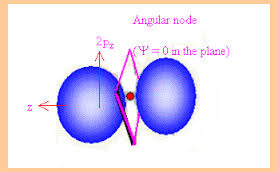 Angular node
2pz
(Ψ = 0 in the plane)
z